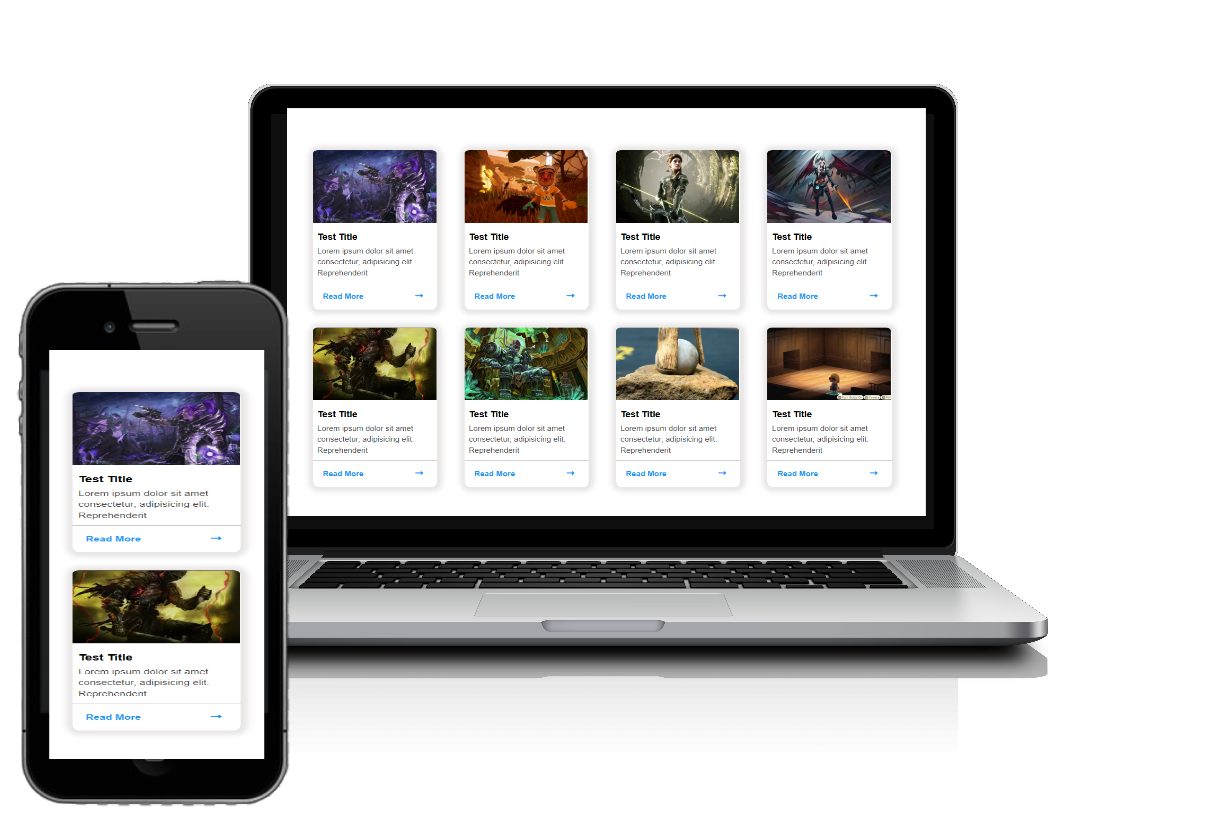 Test Title
Lorem ipsum dolor sit amet
consectetur, adipisicing elit.
Reprehenderit
Read More →
Test Title
Lorem ipsum dolor sit amet
consectetur, adipisicing elit.
Reprehenderit
Read More →
Test Title
Lorem ipsum dolor sit amet
consectetur, adipisicing elit.
Reprehenderit
Read More →
Test Title
Lorem ipsum dolor sit amet
consectetur, adipisicing elit.
Reprehenderit
Read More →
Test Title
Lorem ipsum dolor sit amet
consectetur, adipisicing elit.
Reprehenderit
Read More →
Test Title
Lorem ipsum dolor sit amet
consectetur, adipisicing elit.
Reprehenderit
Read More →
Test Title
Lorem ipsum dolor sit amet
consectetur, adipisicing elit.
Reprehenderit
Read More →
Test Title
Lorem ipsum dolor sit amet
consectetur, adipisicing elit.
Reprehenderit
Read More →
Test Title
Lorem ipsum dolor sit amet
consectetur, adipisicing elit.
Reprehenderit
Read More →
Test Title
Lorem ipsum dolor sit amet
consectetur, adipisicing elit.
Reprehenderit
Read More →